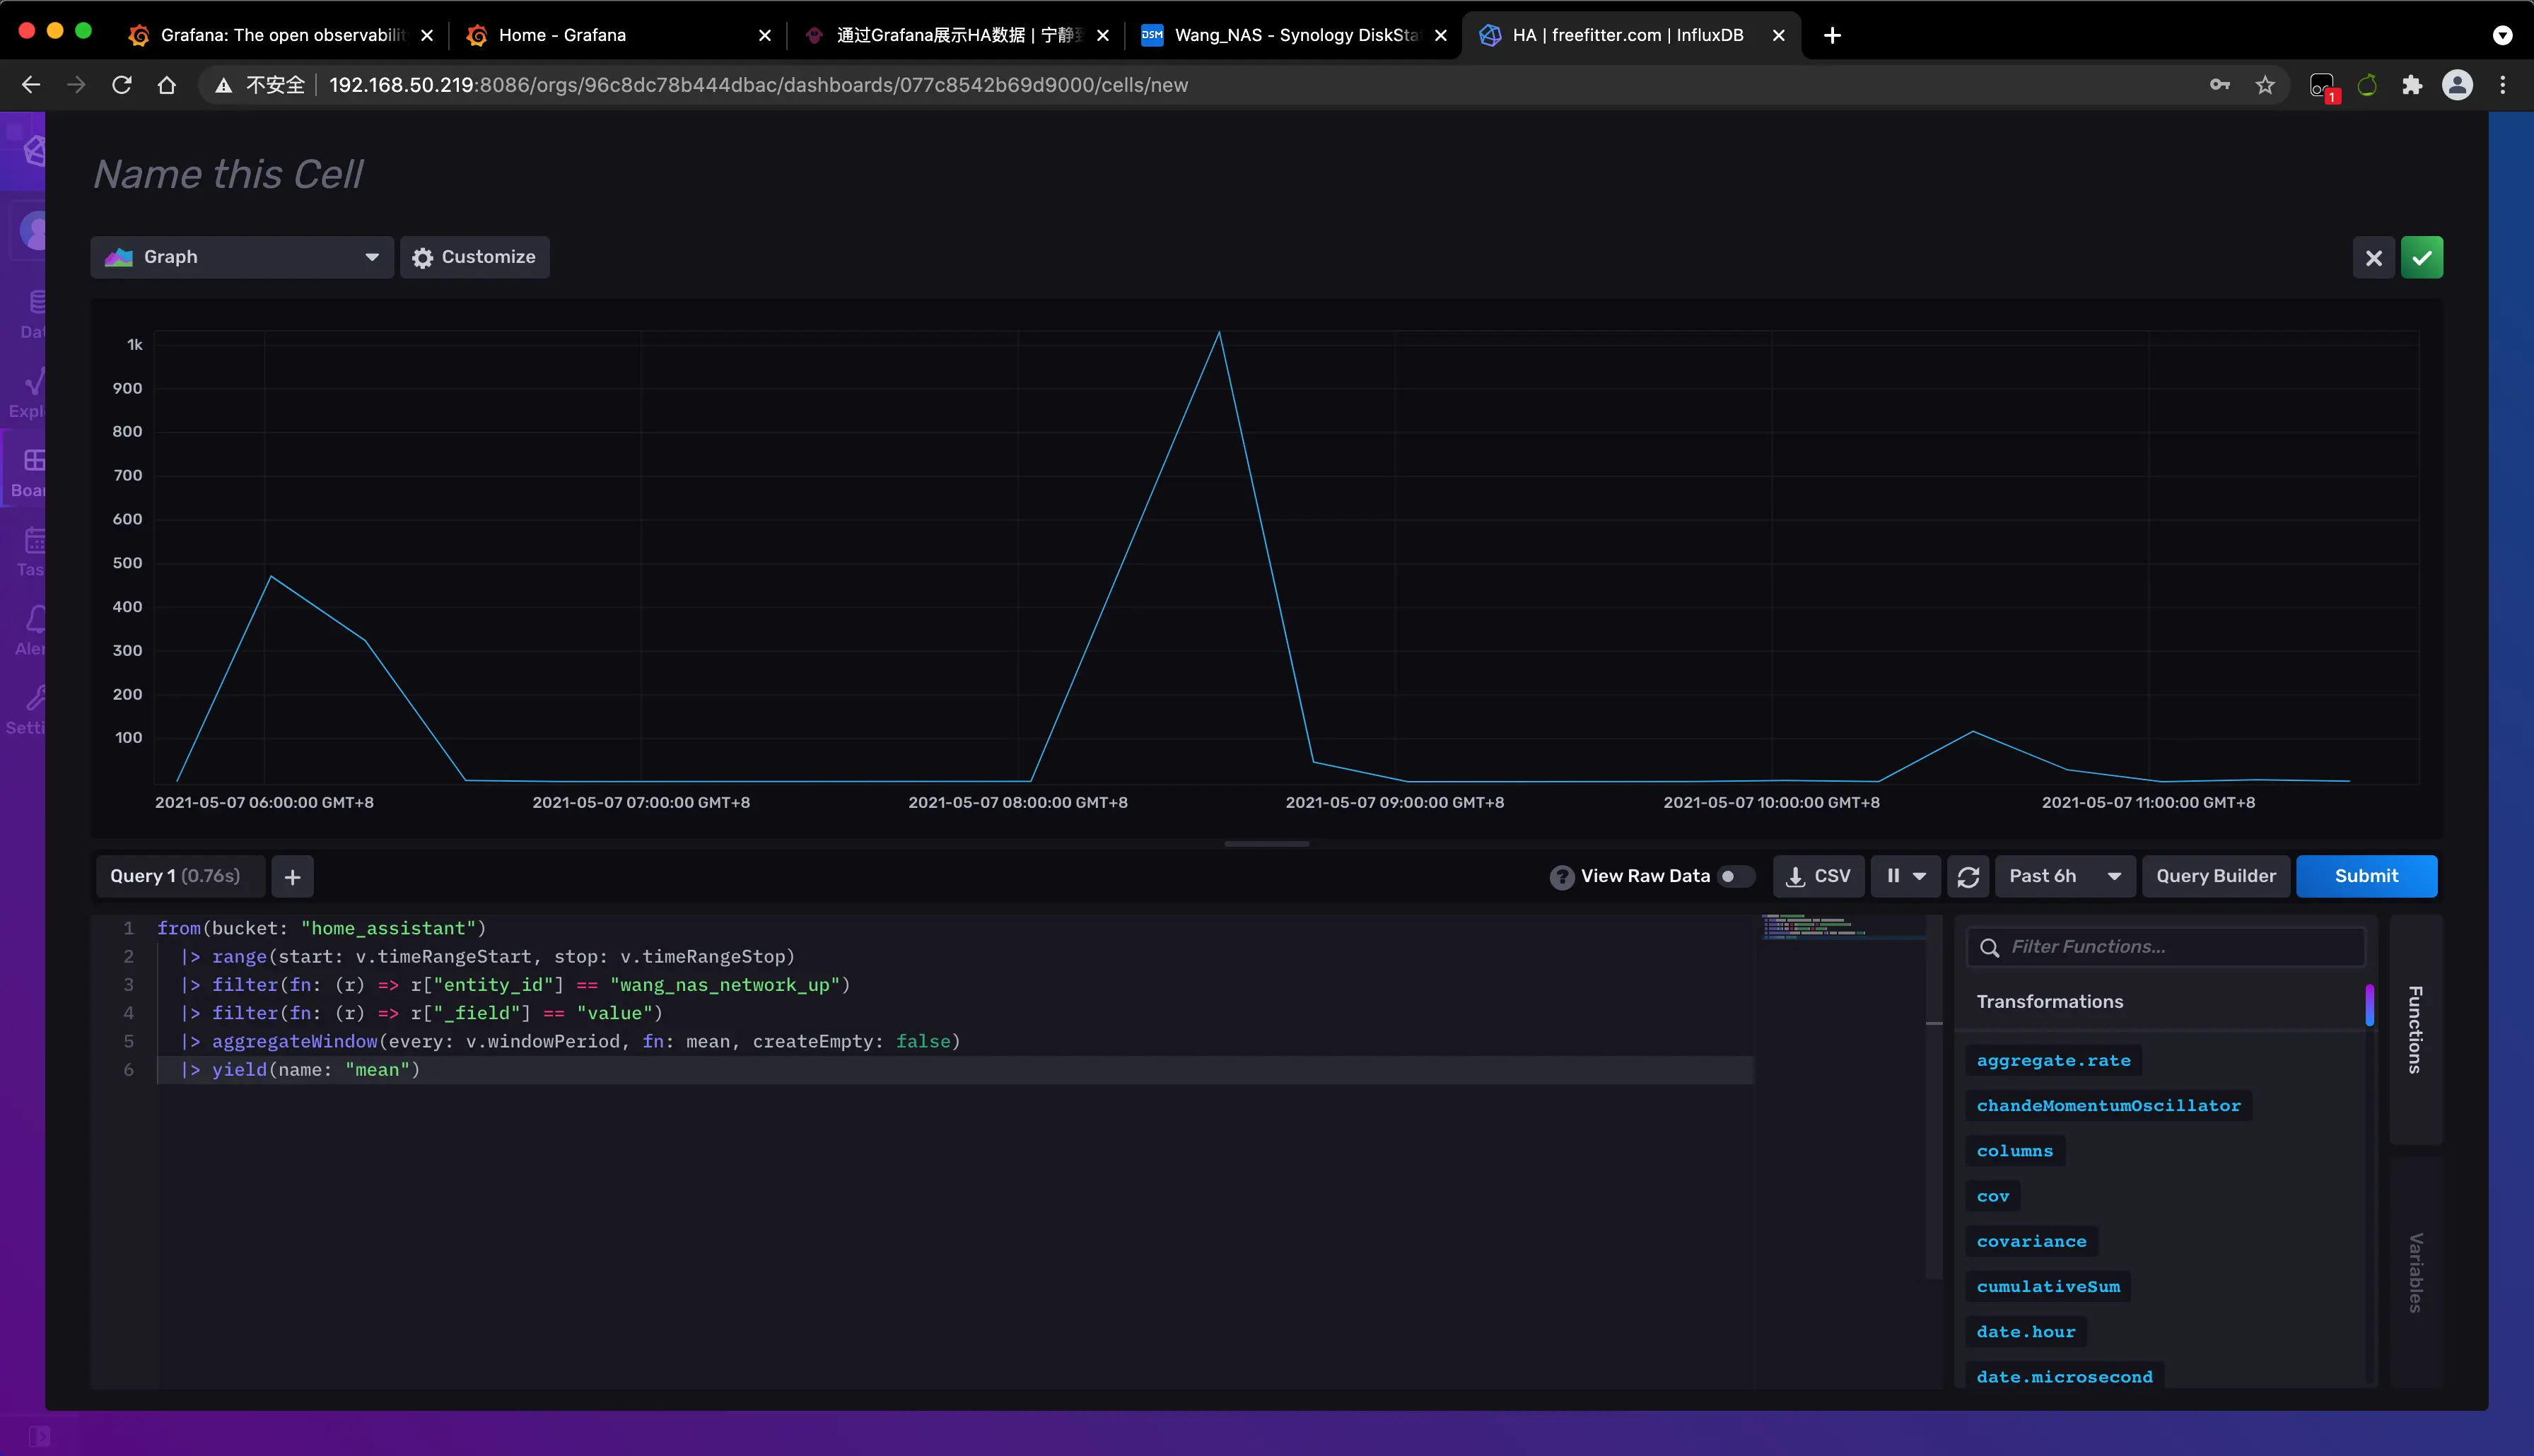 Grafana: The open observabilit
Home - Grafana
通过Grafana展示HA数据 | 宁静
Wang_NAS - Synology DiskSta
HA | freefitter.com | InfluxDB
不安全
192.168.50.219:8086/orgs/96c8dc78b444dbac/dashboards/077c8542b69d9000/cells/new
1
Name this Cell
Graph
Customize
Dat
Expl
Boar
Tas
Aler
Setti
1k
900
800
700
600
500
400
300
200
100
2021-05-07 06:00:00 GMT+8
2021-05-07 07:00:00 GMT+8
2021-05-07 08:00:00 GMT+8
2021-05-07 09:00:00 GMT+8
2021-05-07 10:00:00 GMT+8
2021-05-07 11:00:00 GMT+8
Query 1 (0.76s)
View Raw Data
CSV
Past 6h
Query Builder
Submit
1 from(bucket: "home_assistant")
2 |> range(start: v.timeRangeStart, stop: v.timeRangeStop)
3 |> filter(fn: (r) => r["entity_id"] == "wang_nas_network_up")
4 |> filter(fn: (r) => r["_field"] == "value")
5 |> aggregateWindow(every: v.windowPeriod, fn: mean, createEmpty: false)
6 |> yield(name: "mean")
Filter Functions...
Transformations
aggregate.rate
chandeMomentumOscillator
columns
cov
covariance
cumulativeSum
date.hour
date.microsecond
Functions
Variables